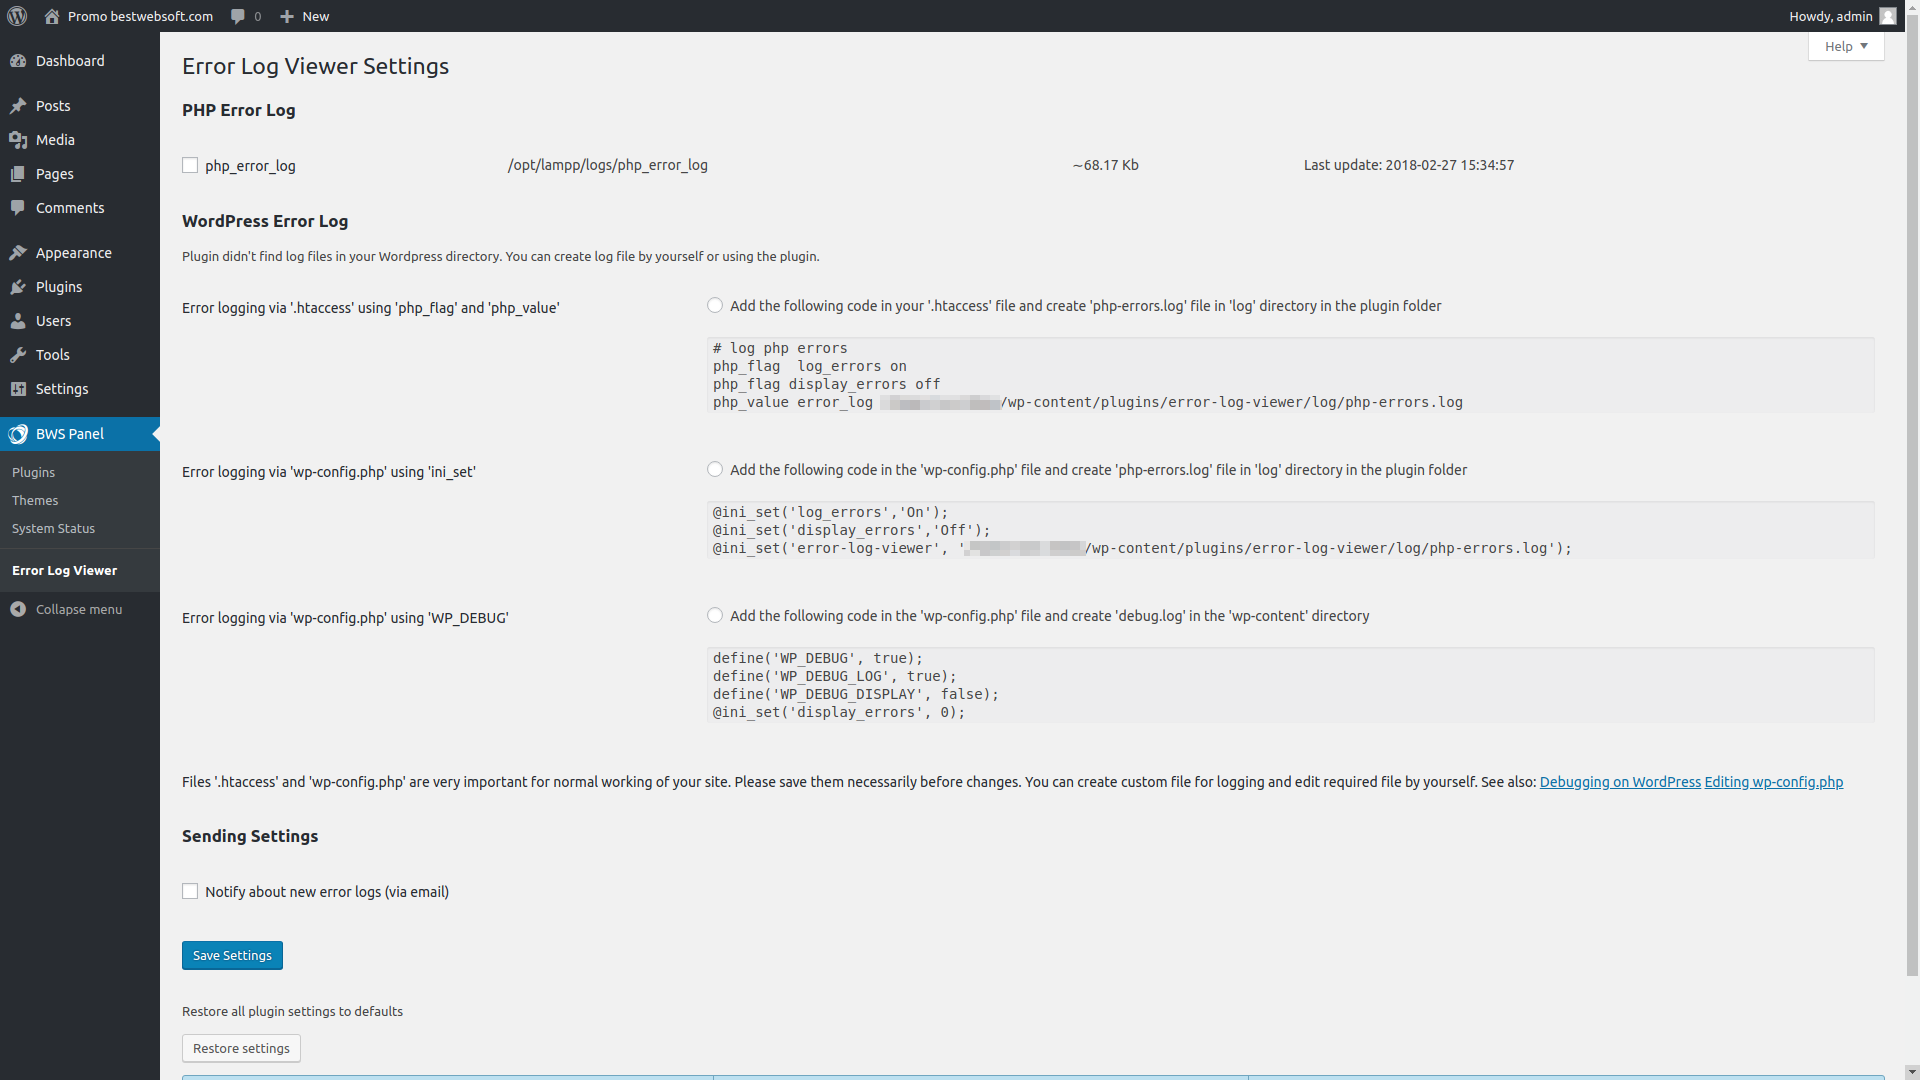 Promo bestwebsoft.com 0 New Howdy, admin
Help
Dashboard
Posts
Media
Pages
Comments
Appearance
Plugins
Users
Tools
Settings
BWS Panel
Plugins
Themes
System Status
Error Log Viewer
Collapse menu
Error Log Viewer Settings
PHP Error Log
php_error_log /opt/lampp/logs/php_error_log ~68.17 Kb Last update: 2018-02-27 15:34:57
WordPress Error Log
Plugin didn't find log files in your Wordpress directory. You can create log file by yourself or using the plugin.
Error logging via '.htaccess' using 'php_flag' and 'php_value' Add the following code in your '.htaccess' file and create 'php-errors.log' file in 'log' directory in the plugin folder
# log php errors
php_flag  log_errors on
php_flag display_errors off
php_value error_log /wp-content/plugins/error-log-viewer/log/php-errors.log
Error logging via 'wp-config.php' using 'ini_set' Add the following code in the 'wp-config.php' file and create 'php-errors.log' file in 'log' directory in the plugin folder
@ini_set('log_errors','On');
@ini_set('display_errors','Off');
@ini_set('error-log-viewer', '/wp-content/plugins/error-log-viewer/log/php-errors.log');
Error logging via 'wp-config.php' using 'WP_DEBUG' Add the following code in the 'wp-config.php' file and create 'debug.log' in the 'wp-content' directory
define('WP_DEBUG', true);
define('WP_DEBUG_LOG', true);
define('WP_DEBUG_DISPLAY', false);
@ini_set('display_errors', 0);
Files '.htaccess' and 'wp-config.php' are very important for normal working of your site. Please save them necessarily before changes. You can create custom file for logging and edit required file by yourself. See also: Debugging on WordPress Editing wp-config.php
Sending Settings
Notify about new error logs (via email)
Save Settings
Restore all plugin settings to defaults
Restore settings